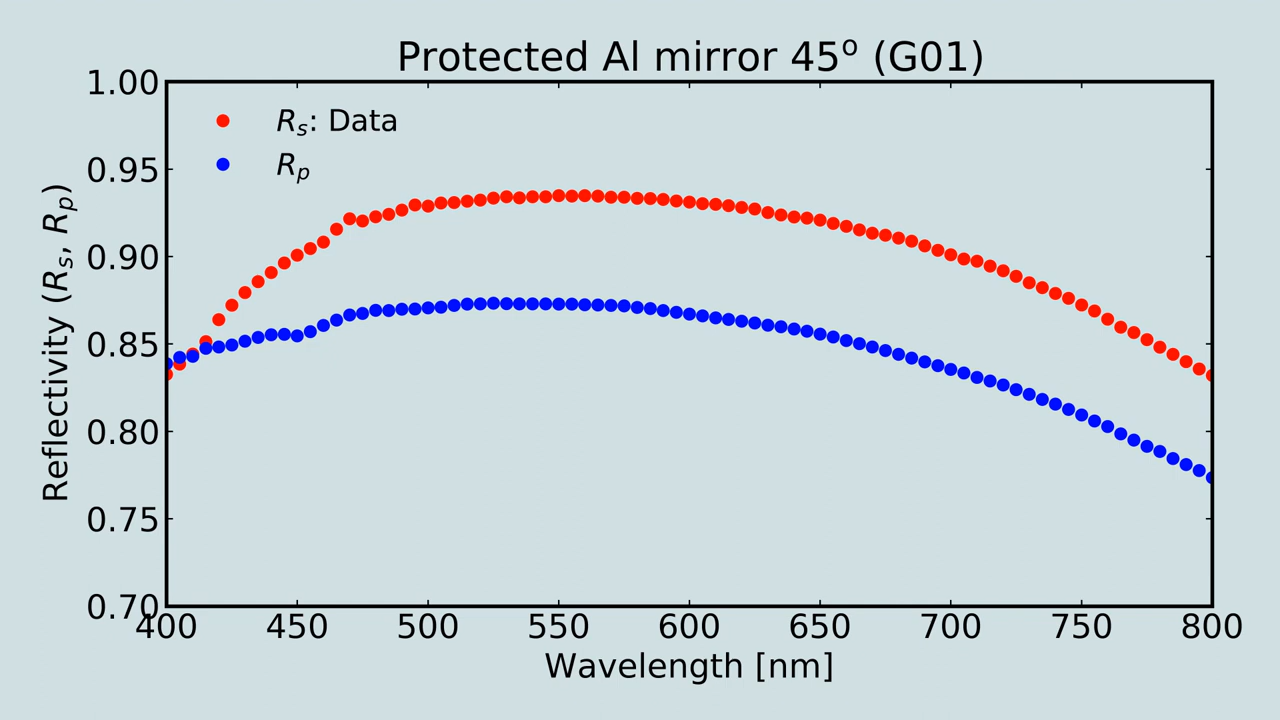 Protected Al mirror 45º (G01)
Reflectivity (Rs, Rp)
1.00
0.95
0.90
0.85
0.80
0.75
0.70
Rs: Data
Rp
400 450 500 550 600 650 700 750 800
Wavelength [nm]